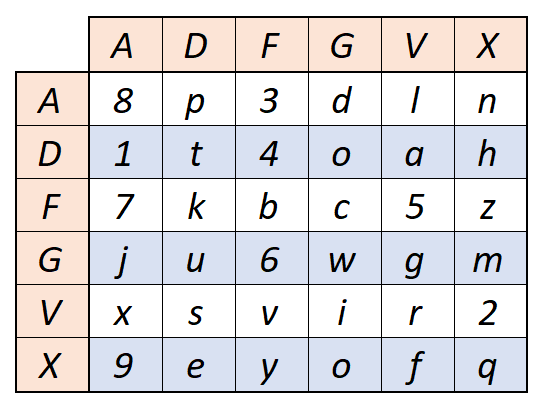 A D F G V X
A 8 p 3 d l n
D 1 t 4 o a h
F 7 k b c 5 z
G j u 6 w g m
V x s v i r 2
X 9 e y o f q